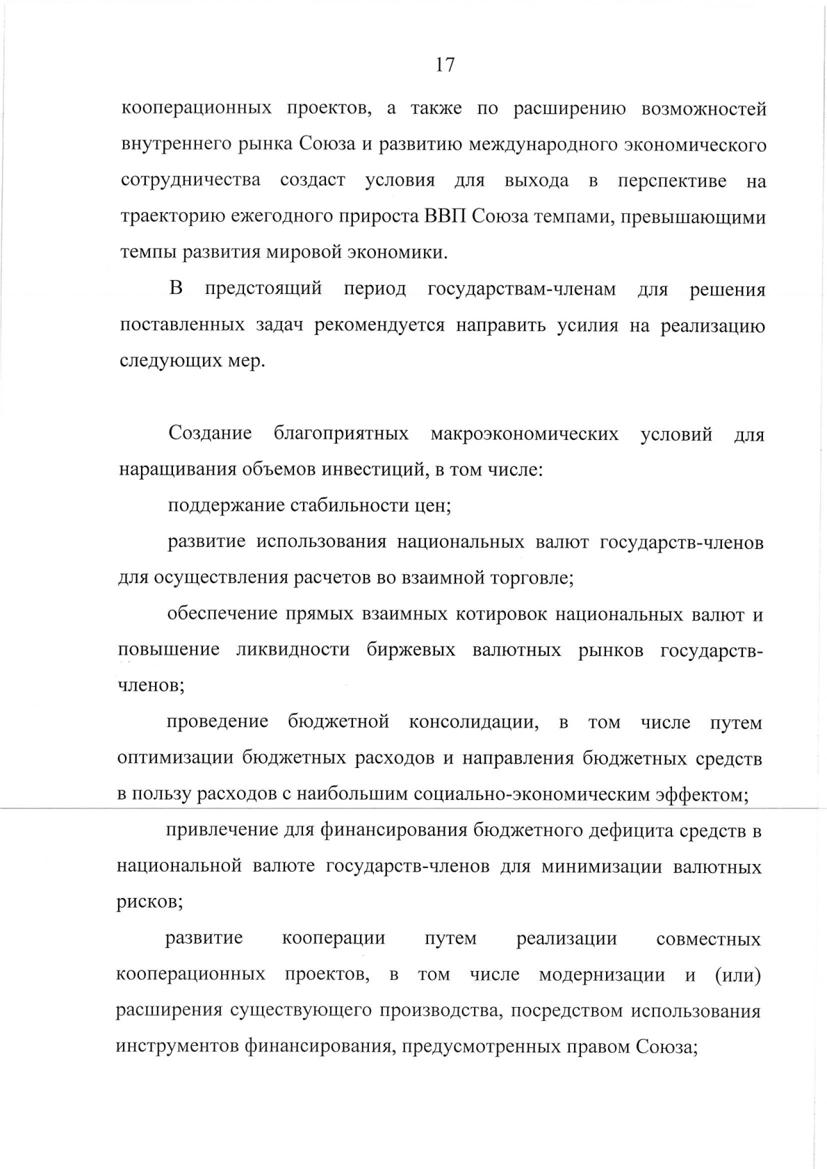 17
кооперационных проектов, а также по расширению возможностей
внутреннего рынка Союза и развитию международного экономического
сотрудничества создаст условия для выхода в перспективе на
траекторию ежегодного прироста ВВП Союза темпами, превышающими
темпы развития мировой экономики.
В предстоящий период государствам-членам для решения
поставленных задач рекомендуется направить усилия на реализацию
следующих мер.
Создание благоприятных макроэкономических условий для
наращивания объемов инвестиций, в том числе:
поддержание стабильности цен;
развитие использования национальных валют государств-членов
для осуществления расчетов во взаимной торговле;
обеспечение прямых взаимных котировок национальных валют и
повышение ликвидности биржевых валютных рынков государств-
членов;
проведение бюджетной консолидации, в том числе путем
оптимизации бюджетных расходов и направления бюджетных средств
в пользу расходов с наибольшим социально-экономическим эффектом;
привлечение для финансирования бюджетного дефицита средств в
национальной валюте государств-членов для минимизации валютных
рисков;
развитие кооперации путем реализации совместных
кооперационных проектов, в том числе модернизации и (или)
расширения существующего производства, посредством использования
инструментов финансирования, предусмотренных правом Союза;